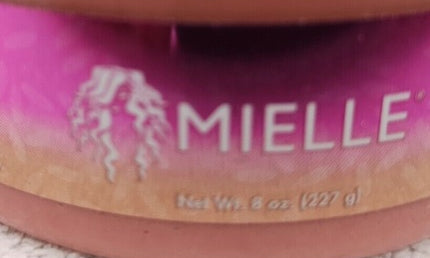 MIELLE®
Net Wt. 8 oz (227 g)